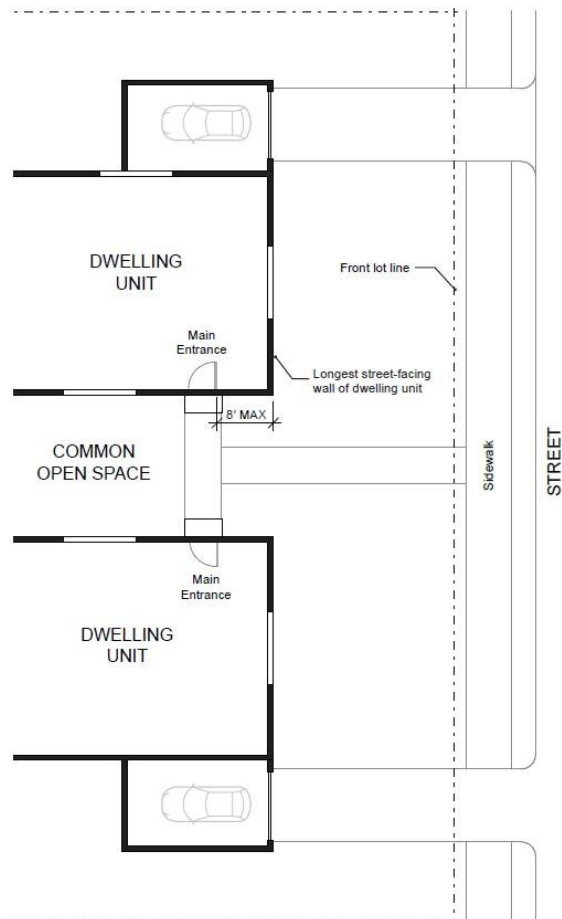 DWELLING
UNIT
Front lot line
Main
Entrance
Longest street-facing
wall of dwelling unit
8' MAX
COMMON
OPEN SPACE
Sidewalk
STREET
Main
Entrance
DWELLING
UNIT